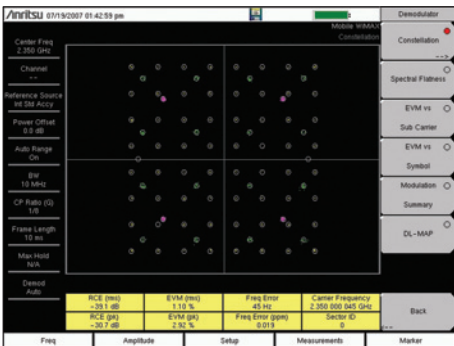 Anritsu 07/19/2007 01:42:59 pm
Mobile WiMAX
Constellation
Center Freq
2.350 GHz
Channel
--
Reference Source
Int Std Accy
Power Offset
0.0 dB
Auto Range
On
BW
10 MHz
CP Ratio (G)
1/8
Frame Length
10 ms
Max Hold
N/A
Demod
Auto
RCE (rms)
-39.1 dB
EVM (rms)
1.10 %
Freq Error
45 Hz
Carrier Frequency
2.350 000 045 GHz
RCE (pk)
-30.7 dB
EVM (pk)
2.92 %
Freq Error (ppm)
0.019
Sector ID
0
Demodulator
Constellation
-->
Spectral Flatness
EVM vs
Sub Carrier
EVM vs
Symbol
Modulation
Summary
DL-MAP
Back
<--
Freq
Amplitude
Setup
Measurements
Marker